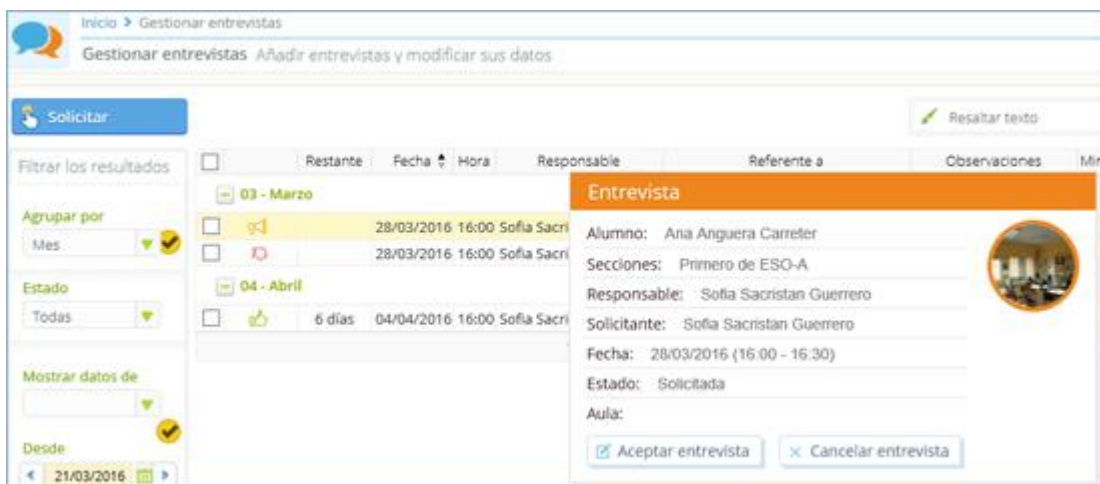 Inicio > Gestionar entrevistas
Gestionar entrevistas Añadir entrevistas y modificar sus datos
Solicitar
Resaltar texto
Filtrar los resultados
Restante Fecha Hora Responsable Referente a Observaciones
03 - Marzo
Entrevista
Agrupar por
Mes
28/03/2016 16:00 Sofia Sacri
28/03/2016 16:00 Sofia Sacri
Alumno: Ana Anguera Carreter
Secciones: Primero de ESO-A
Estado
04 - Abril
Responsable: Sofia Sacristan Guerrero
Todas
6 días 04/04/2016 16:00 Sofia Sacri
Solicitante: Sofia Sacristan Guerrero
Fecha: 28/03/2016 (16:00 - 16:30)
Mostrar datos de
Estado: Solicitada
Aula:
Desde
Aceptar entrevista
Cancelar entrevista
21/03/2016